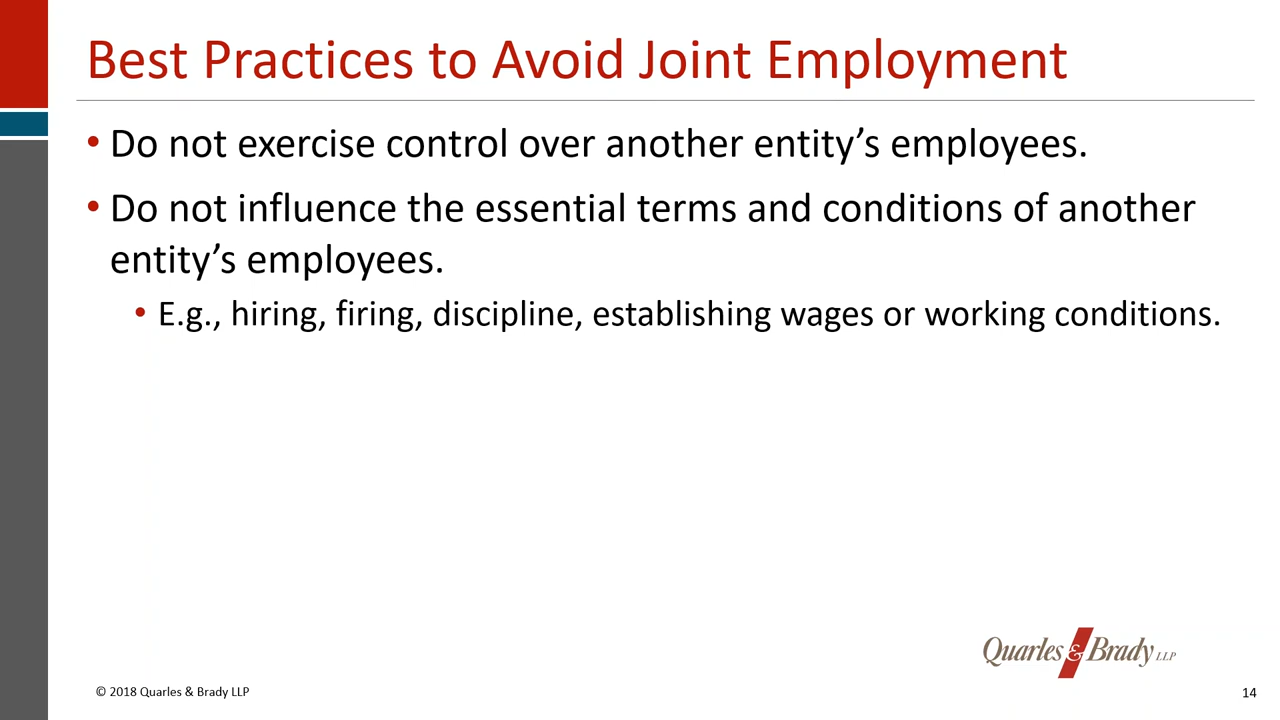 Best Practices to Avoid Joint Employment
• Do not exercise control over another entity’s employees.
• Do not influence the essential terms and conditions of another
entity’s employees.
• E.g., hiring, firing, discipline, establishing wages or working conditions.
Quarles & Brady LLP
© 2018 Quarles & Brady LLP
14